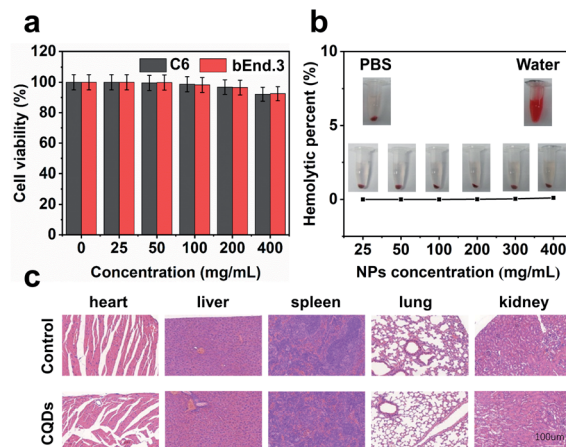 a
120
100
80
60
40
20
0
Cell viability (%)
C6 bEnd.3
0 25 50 100 200 400
Concentration (mg/mL)
b
10
5
0
Hemolytic percent (%)
PBS Water
25 50 100 200 300 400
NPs concentration (mg/mL)
c
heart liver spleen lung kidney
Control
CQDs
100um